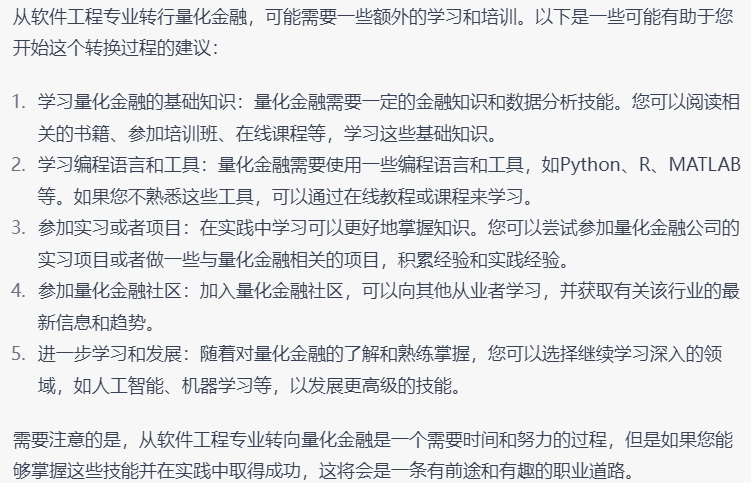 从软件工程专业转行量化金融，可能需要一些额外的学习和培训。以下是一些可能有助于您
开始这个转换过程的建议：
1. 学习量化金融的基础知识：量化金融需要一定的金融知识和数据分析技能。您可以阅读相
关的书籍、参加培训班、在线课程等，学习这些基础知识。
2. 学习编程语言和工具：量化金融需要使用一些编程语言和工具，如Python、R、MATLAB
等。如果您不熟悉这些工具，可以通过在线教程或课程来学习。
3. 参加实习或者项目：在实践中学习可以更好地掌握知识。您可以尝试参加量化金融公司的
实习项目或者做一些与量化金融相关的项目，积累经验和实践经验。
4. 参加量化金融社区：加入量化金融社区，可以向其他从业者学习，并获取有关该行业的最
新信息和趋势。
5. 进一步学习和发展：随着对量化金融的了解和熟练掌握，您可以选择继续学习深入的领
域，如人工智能、机器学习等，以发展更高级的技能。
需要注意的是，从软件工程专业转向量化金融是一个需要时间和努力的过程，但是如果您能
够掌握这些技能并在实践中取得成功，这将会是一条有前途和有趣的职业道路。